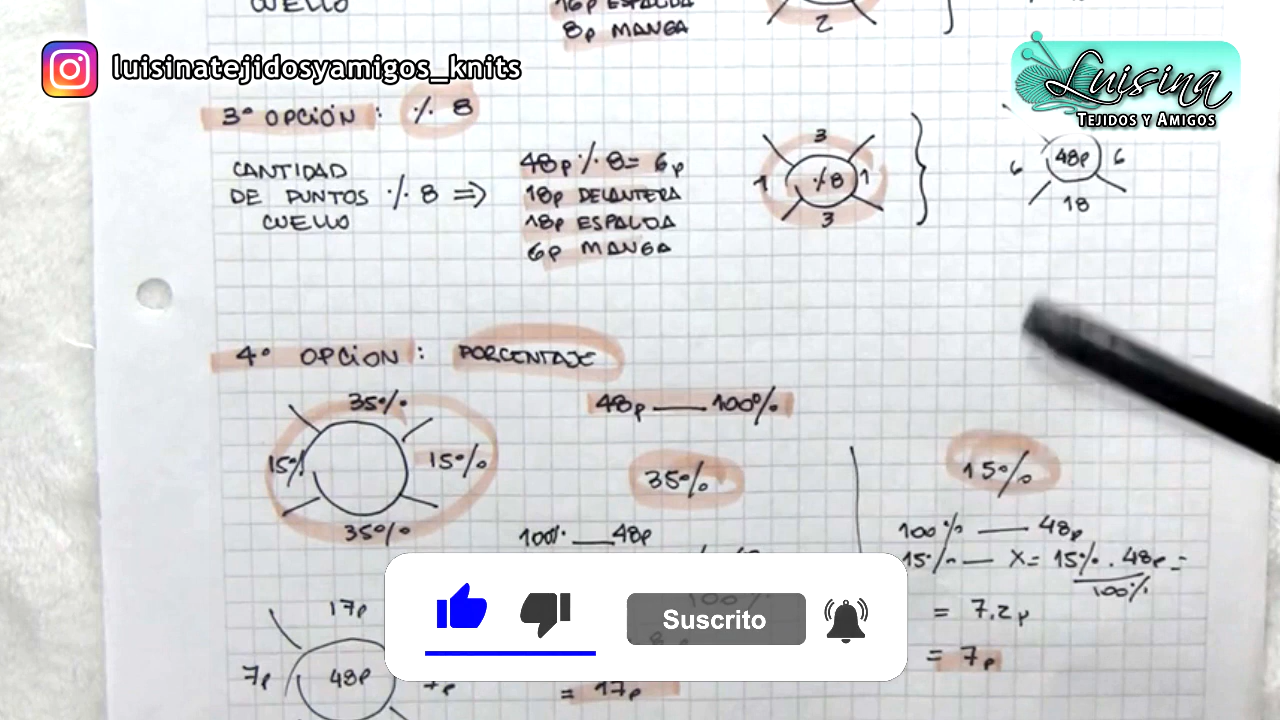 CUELLO
16p ESPALDA
8p MANGA
2
luisinatejidosyamigos_knits
Luisina
TEJIDOS Y AMIGOS
3° OPCIÓN: ./. 8
CANTIDAD
DE PUNTOS ./. 8 =>
CUELLO
48p ./. 8 = 6p
18p DELANTERA
18p ESPALDA
6p MANGA
3
1 ./.8 1
3
6 48p 6
18
4° OPCION: PORCENTAJE
35%
15% 15%
35%
48p — 100%
35%
100% — 48p
= 17p
15%
100% — 48p
15% — X = 15% . 48p =
100%
= 7.2p
= 7p
17p
7p 48p 7p
Suscrito